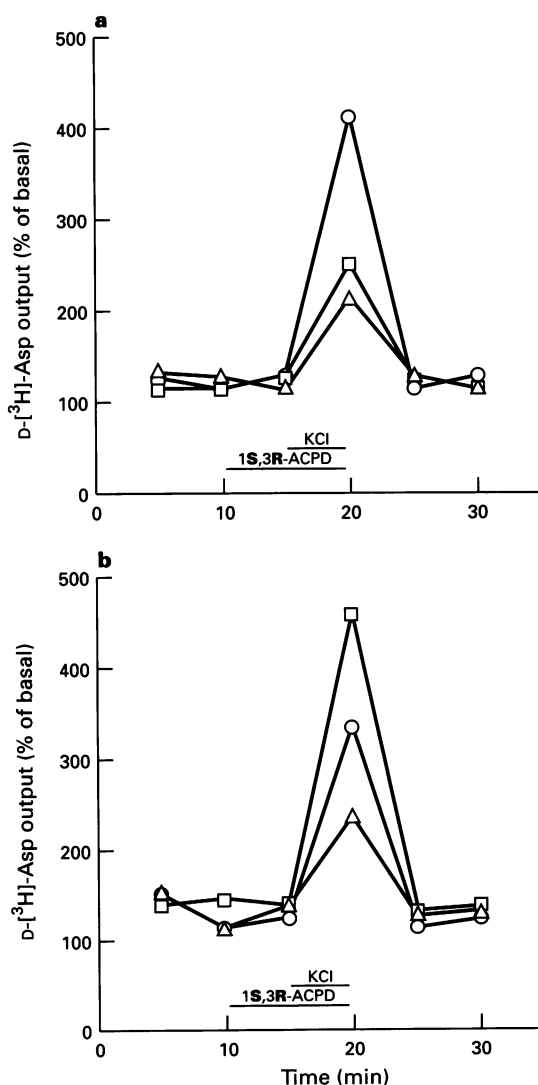 a
500
400
300
200
100
0
D-[³H]-Asp output (% of basal)
KCl
1S,3R-ACPD
0 10 20 30
b
500
400
300
200
100
0
D-[³H]-Asp output (% of basal)
KCl
1S,3R-ACPD
0 10 20 30
Time (min)